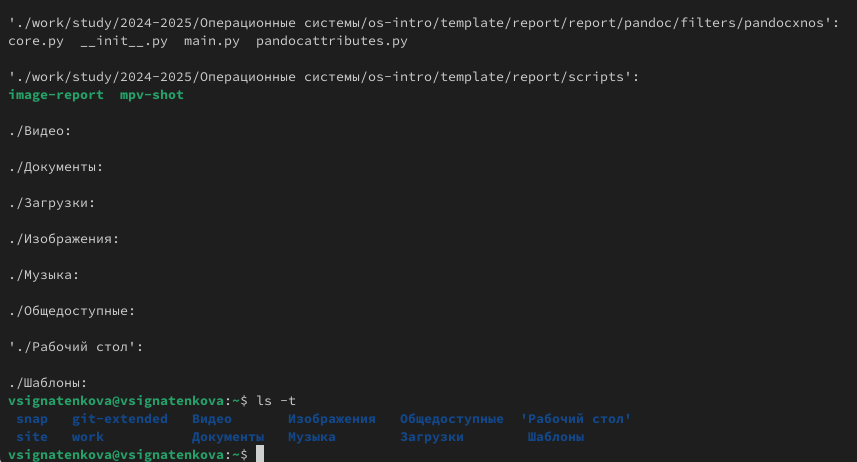 './work/study/2024-2025/Операционные системы/os-intro/template/report/report/pandoc/filters/pandocxnos':
core.py  __init__.py  main.py  pandocattributes.py
'./work/study/2024-2025/Операционные системы/os-intro/template/report/scripts':
image-report  mpv-shot
./Видео:
./Документы:
./Загрузки:
./Изображения:
./Музыка:
./Общедоступные:
'./Рабочий стол':
./Шаблоны:
vsignatenkova@vsignatenkova:~$ ls -t
snap  git-extended  Видео  Изображения  Общедоступные  'Рабочий стол'
site  work  Документы  Музыка  Загрузки  Шаблоны
vsignatenkova@vsignatenkova:~$